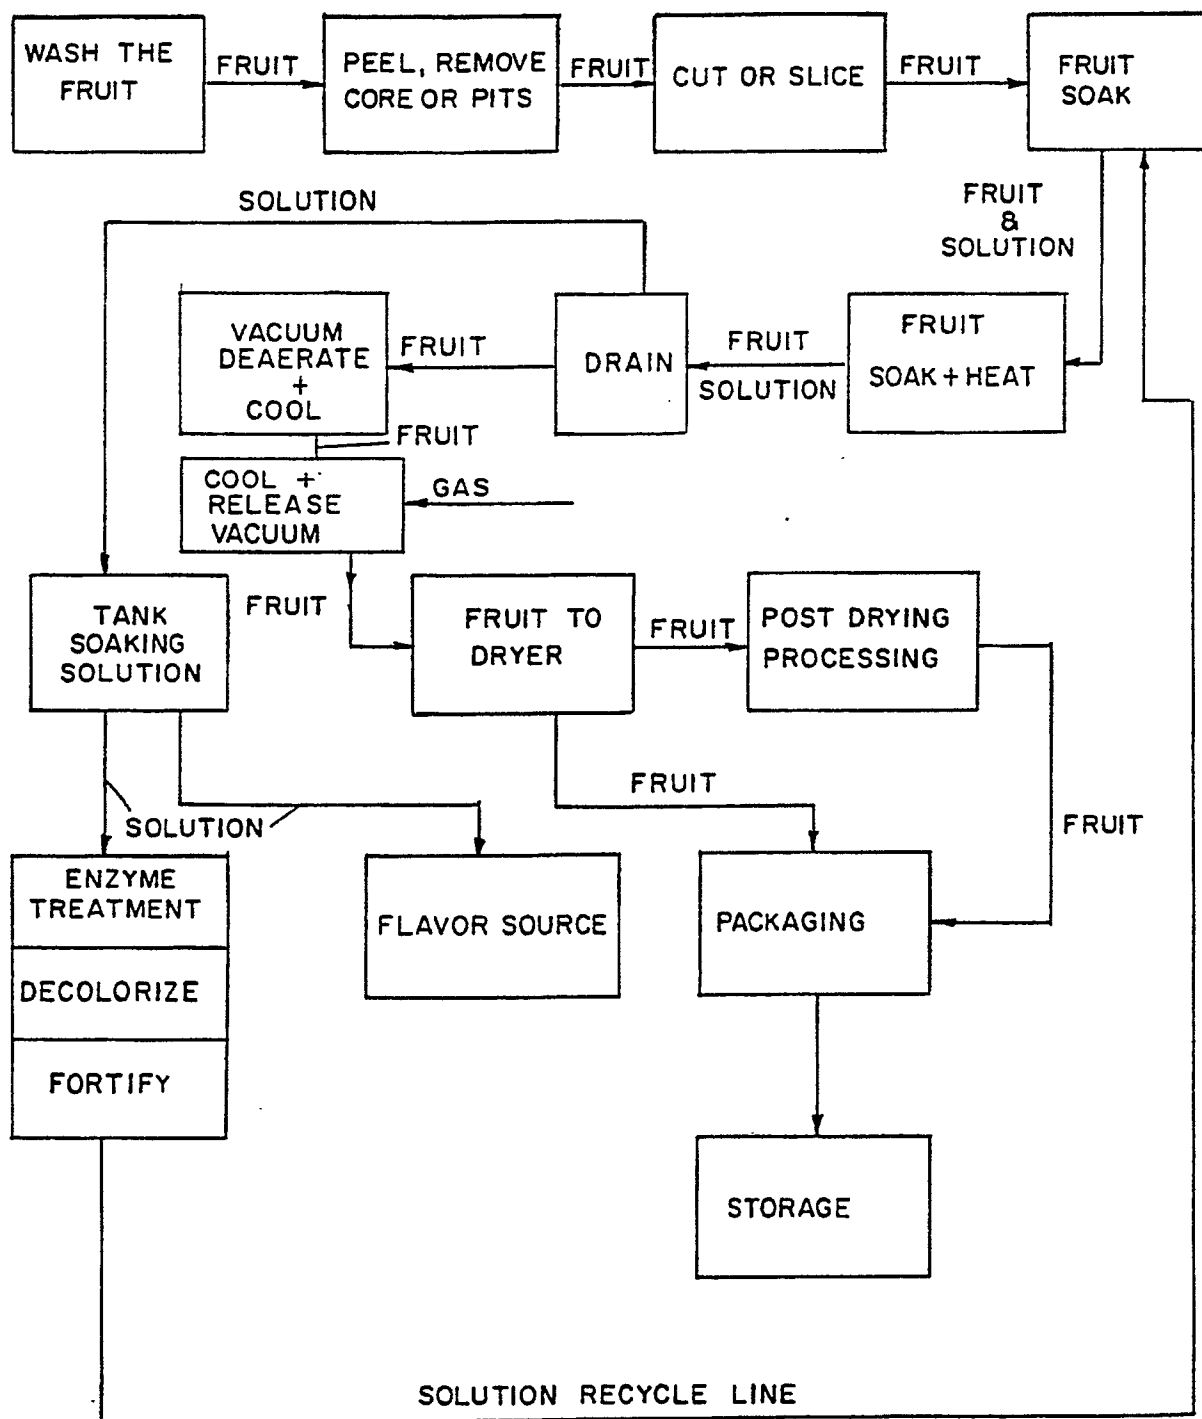 WASH THE
FRUIT
FRUIT
PEEL, REMOVE
CORE OR PITS
FRUIT
CUT OR SLICE
FRUIT
FRUIT
SOAK
SOLUTION
FRUIT
&
SOLUTION
VACUUM
DEAERATE
+
COOL
FRUIT
DRAIN
FRUIT
SOLUTION
FRUIT
SOAK + HEAT
FRUIT
COOL +
RELEASE
VACUUM
GAS
TANK
SOAKING
SOLUTION
FRUIT
FRUIT TO
DRYER
FRUIT
POST DRYING
PROCESSING
SOLUTION
FRUIT
FRUIT
ENZYME
TREATMENT
DECOLORIZE
FORTIFY
FLAVOR SOURCE
PACKAGING
STORAGE
SOLUTION RECYCLE LINE